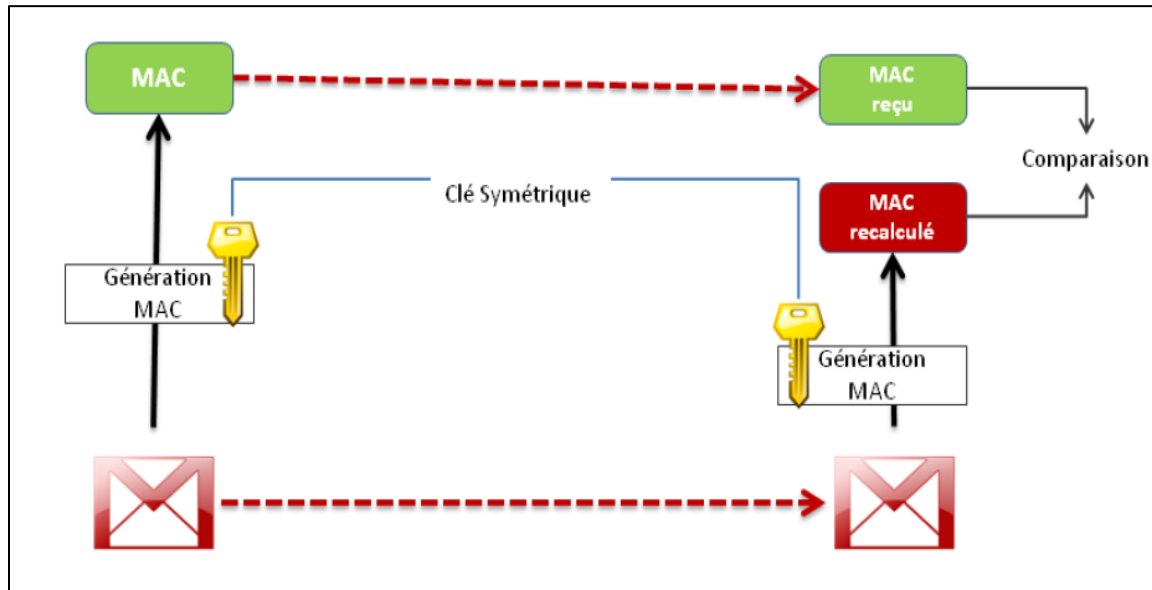 MAC
MAC
reçu
Comparaison
Clé Symétrique
MAC
recalculé
Génération
MAC
Génération
MAC